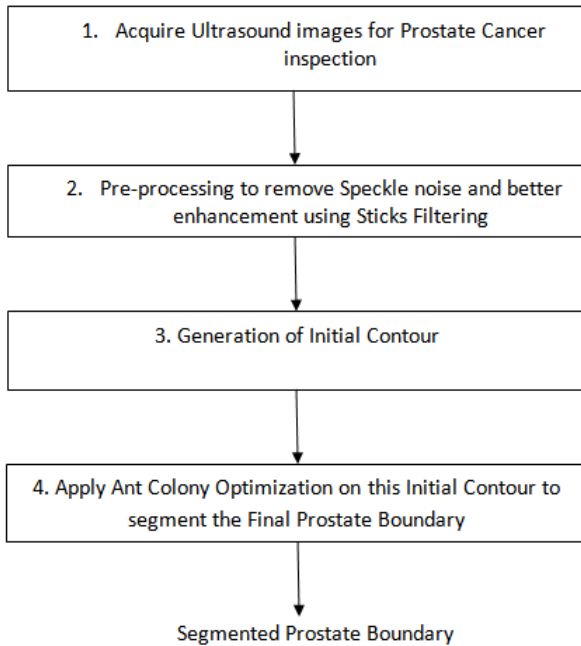 1. Acquire Ultrasound images for Prostate Cancer
inspection
2. Pre-processing to remove Speckle noise and better
enhancement using Sticks Filtering
3. Generation of Initial Contour
4. Apply Ant Colony Optimization on this Initial Contour to
segment the Final Prostate Boundary
Segmented Prostate Boundary